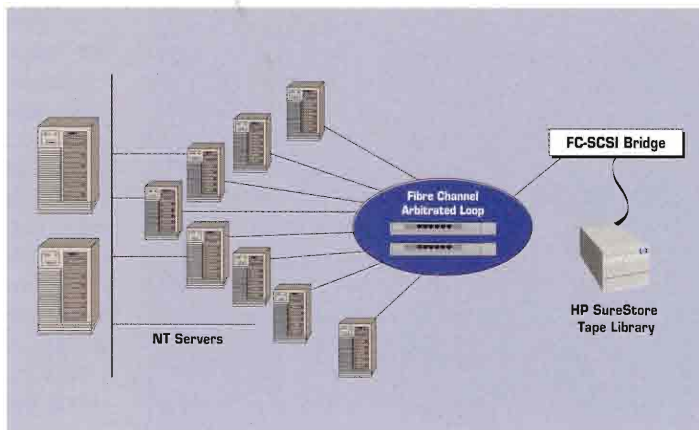 FC-SCSI Bridge
Fibre Channel
Arbitrated Loop
HP SureStore
Tape Library
NT Servers